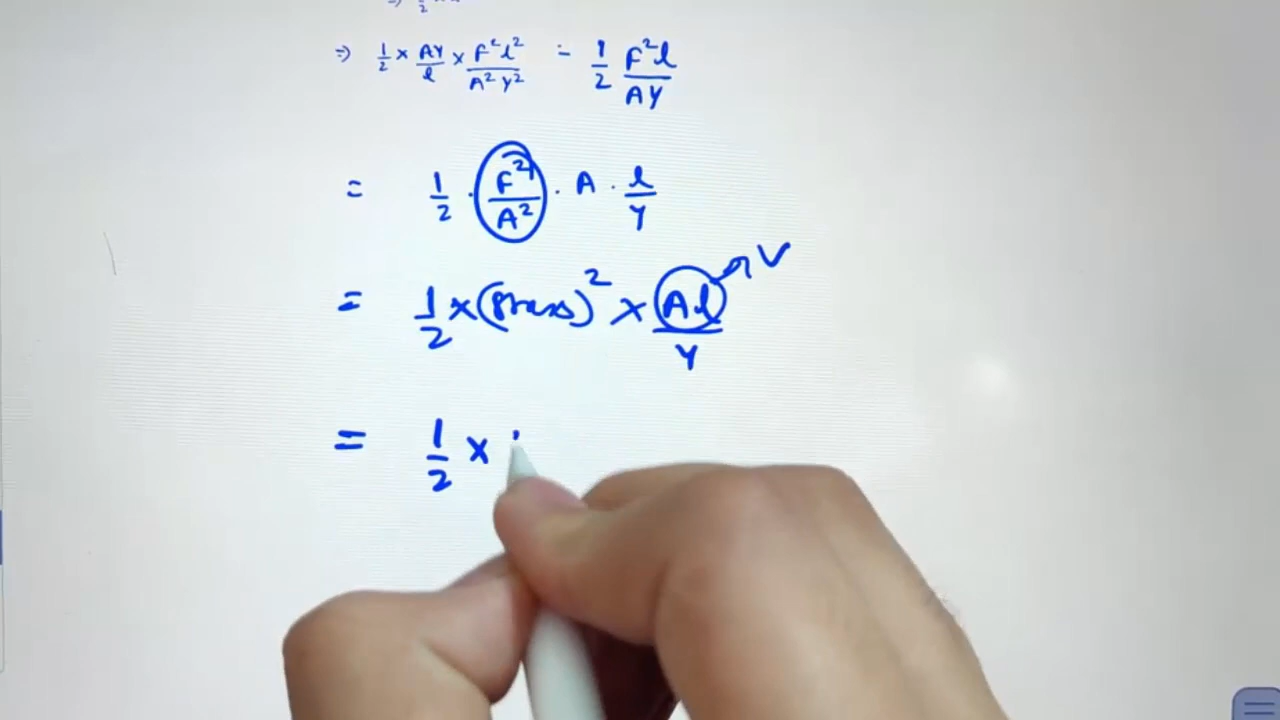 ⇒ 1/2 × AY/l × F²l²/A²Y² = 1/2 F²l/AY
= 1/2 · F²/A² · A · l/Y
= 1/2 × (stress)² × Al/Y → V
= 1/2 ×